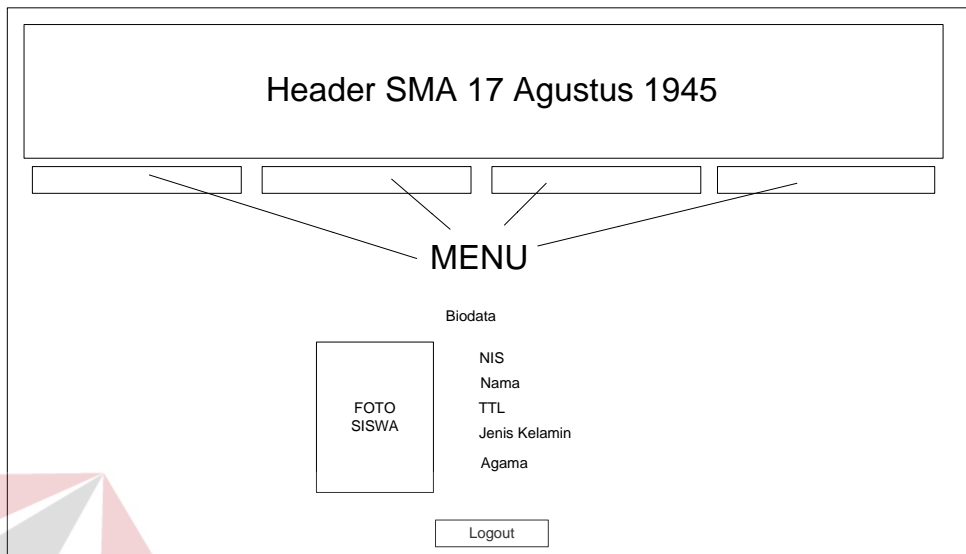 Header SMA 17 Agustus 1945
MENU
Biodata
FOTO
SISWA
NIS
Nama
TTL
Jenis Kelamin
Agama
Logout